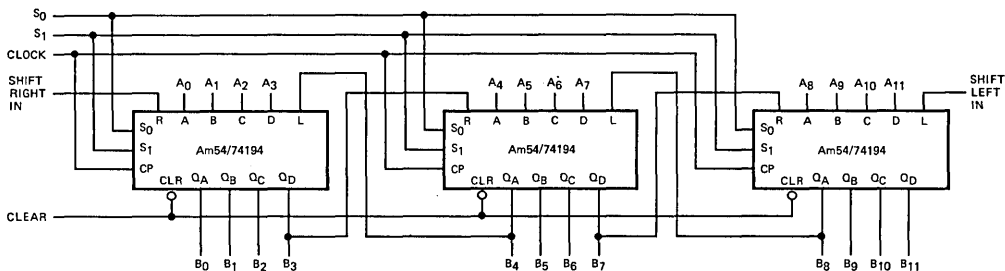 S0
S1
CLOCK
SHIFT RIGHT IN
A0 A1 A2 A3
A4 A5 A6 A7
A8 A9 A10 A11
SHIFT LEFT IN
R A B C D L
R A B C D L
R A B C D L
S0
S1
CP
Am54/74194
CLR QA QB QC QD
S0
S1
CP
Am54/74194
CLR QA QB QC QD
S0
S1
CP
Am54/74194
CLR QA QB QC QD
CLEAR
B0 B1 B2 B3
B4 B5 B6 B7
B8 B9 B10 B11